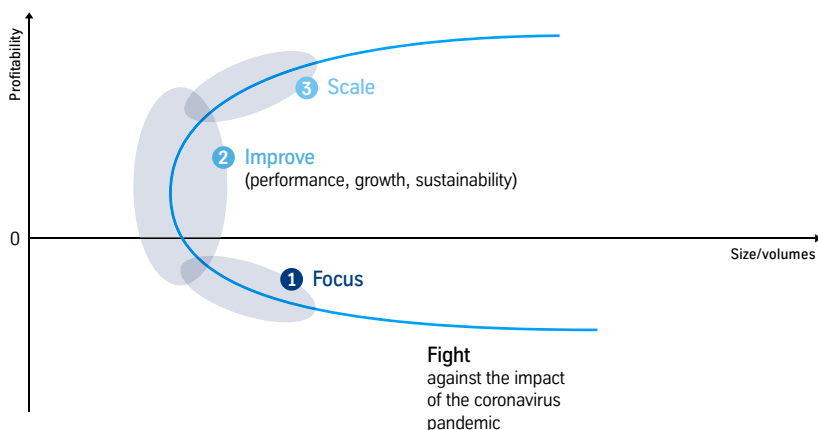 Profitability
3 Scale
2 Improve
(performance, growth, sustainability)
0
Size/volumes
1 Focus
Fight
against the impact
of the coronavirus
pandemic